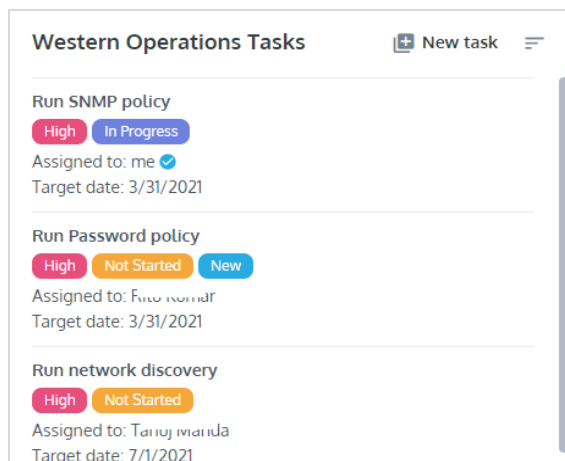 Western Operations Tasks New task
Run SNMP policy
High In Progress
Assigned to: me
Target date: 3/31/2021
Run Password policy
High Not Started New
Assigned to:
Target date: 3/31/2021
Run network discovery
High Not Started
Assigned to:
Target date: 7/1/2021